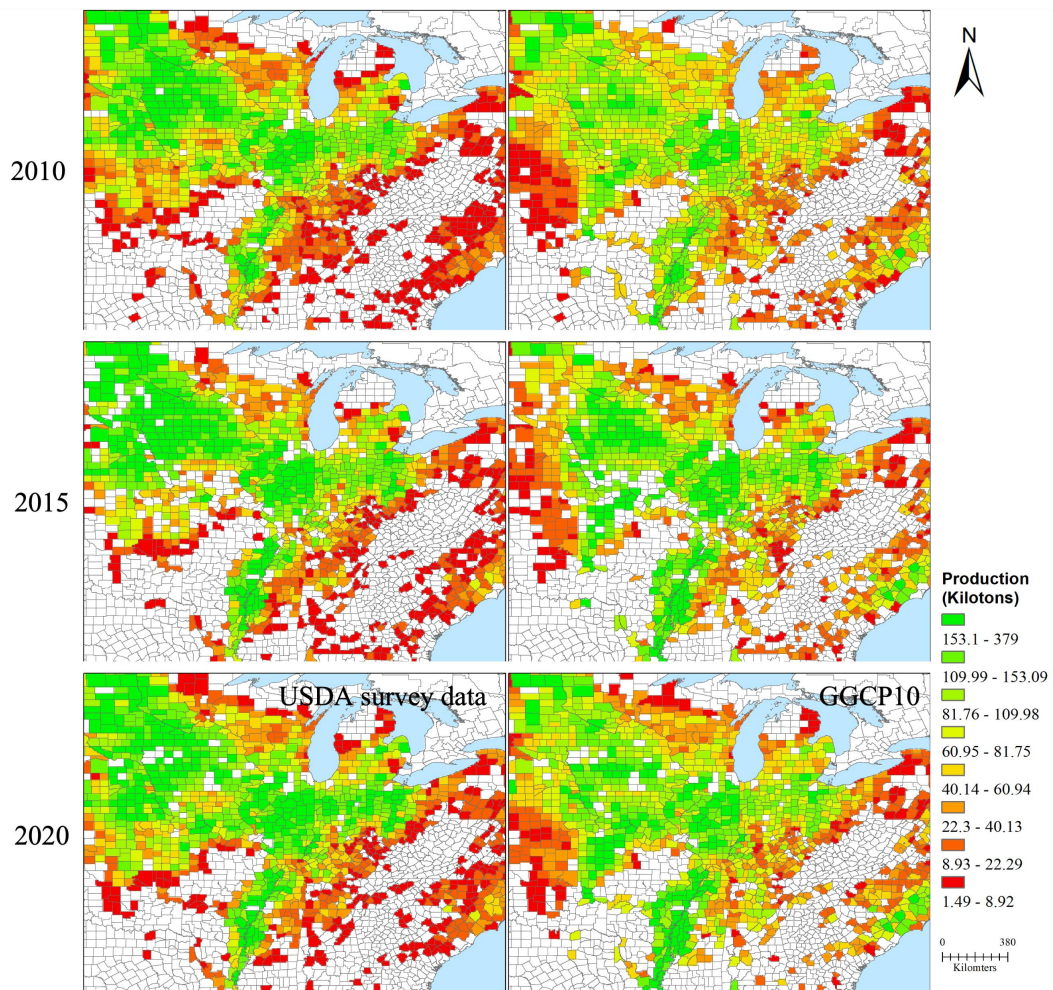 N
2010
2015
USDA survey data
GGCP10
2020
Production
(Kilotons)
153.1 - 379
109.99 - 153.09
81.76 - 109.98
60.95 - 81.75
40.14 - 60.94
22.3 - 40.13
8.93 - 22.29
1.49 - 8.92
0 380
Kilomters